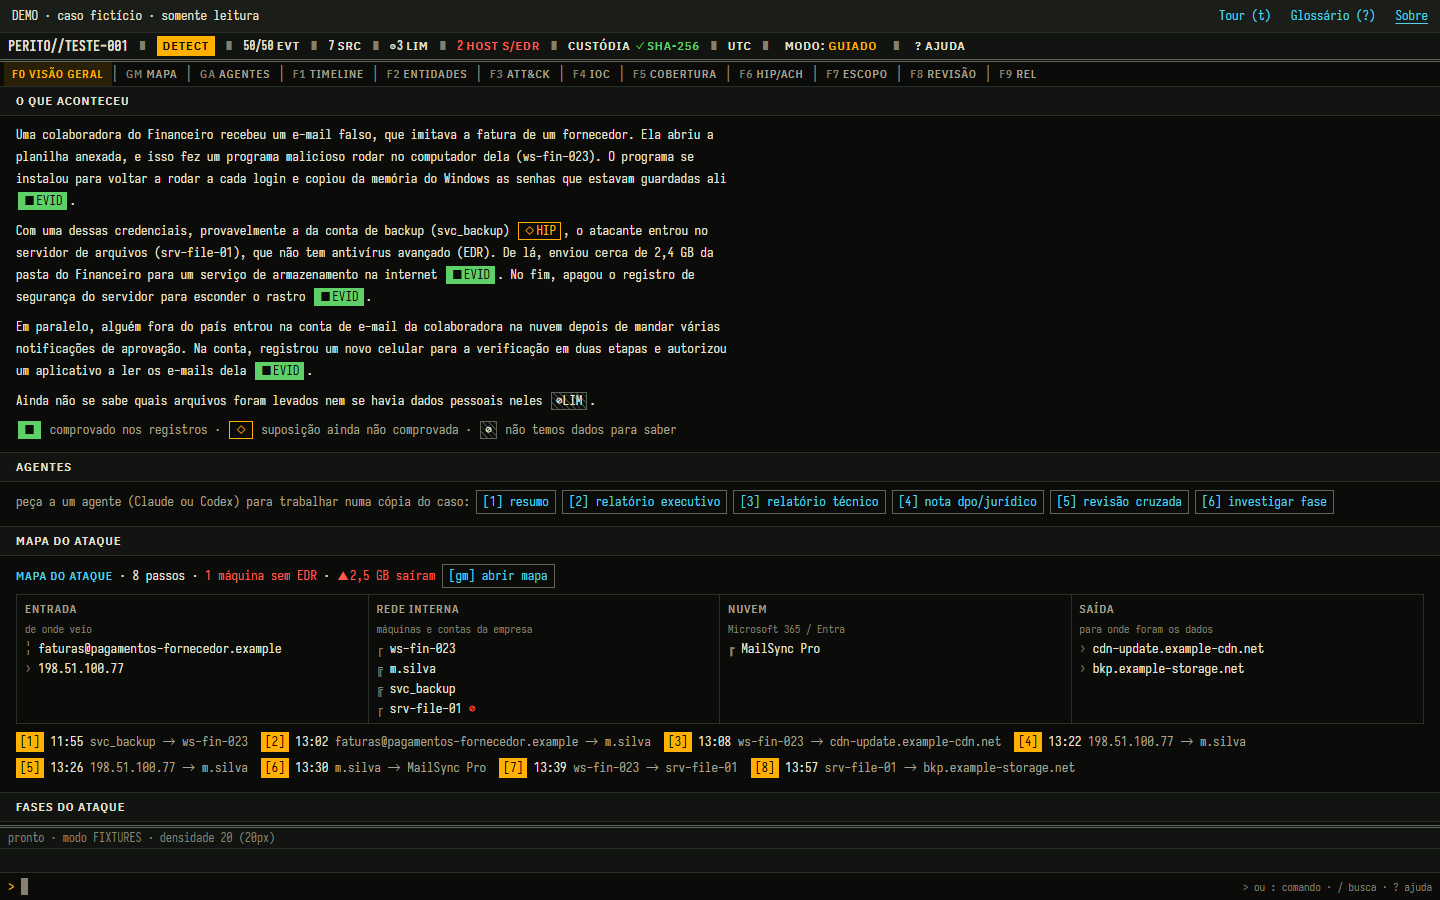 DEMO · caso fictício · somente leitura Tour (t) Glossário (?) Sobre
PERITO//TESTE-001 DETECT 50/50 EVT 7 SRC ⊘3 LIM 2 HOST S/EDR CUSTÓDIA ✓SHA-256 UTC MODO: GUIADO ? AJUDA
F0 VISÃO GERAL GM MAPA GA AGENTES F1 TIMELINE F2 ENTIDADES F3 ATT&CK F4 IOC F5 COBERTURA F6 HIP/ACH F7 ESCOPO F8 REVISÃO F9 REL
O QUE ACONTECEU
Uma colaboradora do Financeiro recebeu um e-mail falso, que imitava a fatura de um fornecedor. Ela abriu a
planilha anexada, e isso fez um programa malicioso rodar no computador dela (ws-fin-023). O programa se
instalou para voltar a rodar a cada login e copiou da memória do Windows as senhas que estavam guardadas ali
■EVID.
Com uma dessas credenciais, provavelmente a da conta de backup (svc_backup) ◇HIP, o atacante entrou no
servidor de arquivos (srv-file-01), que não tem antivírus avançado (EDR). De lá, enviou cerca de 2,4 GB da
pasta do Financeiro para um serviço de armazenamento na internet ■EVID. No fim, apagou o registro de
segurança do servidor para esconder o rastro ■EVID.
Em paralelo, alguém fora do país entrou na conta de e-mail da colaboradora na nuvem depois de mandar várias
notificações de aprovação. Na conta, registrou um novo celular para a verificação em duas etapas e autorizou
um aplicativo a ler os e-mails dela ■EVID.
Ainda não se sabe quais arquivos foram levados nem se havia dados pessoais neles ⊘LIM.
■ comprovado nos registros · ◇ suposição ainda não comprovada · ⊘ não temos dados para saber
AGENTES
peça a um agente (Claude ou Codex) para trabalhar numa cópia do caso: [1] resumo [2] relatório executivo [3] relatório técnico [4] nota dpo/jurídico [5] revisão cruzada [6] investigar fase
MAPA DO ATAQUE
MAPA DO ATAQUE · 8 passos · 1 máquina sem EDR · ▲2,5 GB saíram [gm] abrir mapa
ENTRADA
de onde veio
¦ faturas@pagamentos-fornecedor.example
› 198.51.100.77
REDE INTERNA
máquinas e contas da empresa
┌ ws-fin-023
╔ m.silva
╔ svc_backup
┌ srv-file-01 ⊘
NUVEM
Microsoft 365 / Entra
╓ MailSync Pro
SAÍDA
para onde foram os dados
› cdn-update.example-cdn.net
› bkp.example-storage.net
[1] 11:55 svc_backup → ws-fin-023 [2] 13:02 faturas@pagamentos-fornecedor.example → m.silva [3] 13:08 ws-fin-023 → cdn-update.example-cdn.net [4] 13:22 198.51.100.77 → m.silva
[5] 13:26 198.51.100.77 → m.silva [6] 13:30 m.silva → MailSync Pro [7] 13:39 ws-fin-023 → srv-file-01 [8] 13:57 srv-file-01 → bkp.example-storage.net
FASES DO ATAQUE
pronto · modo FIXTURES · densidade 20 (20px)
> > ou : comando · / busca · ? ajuda